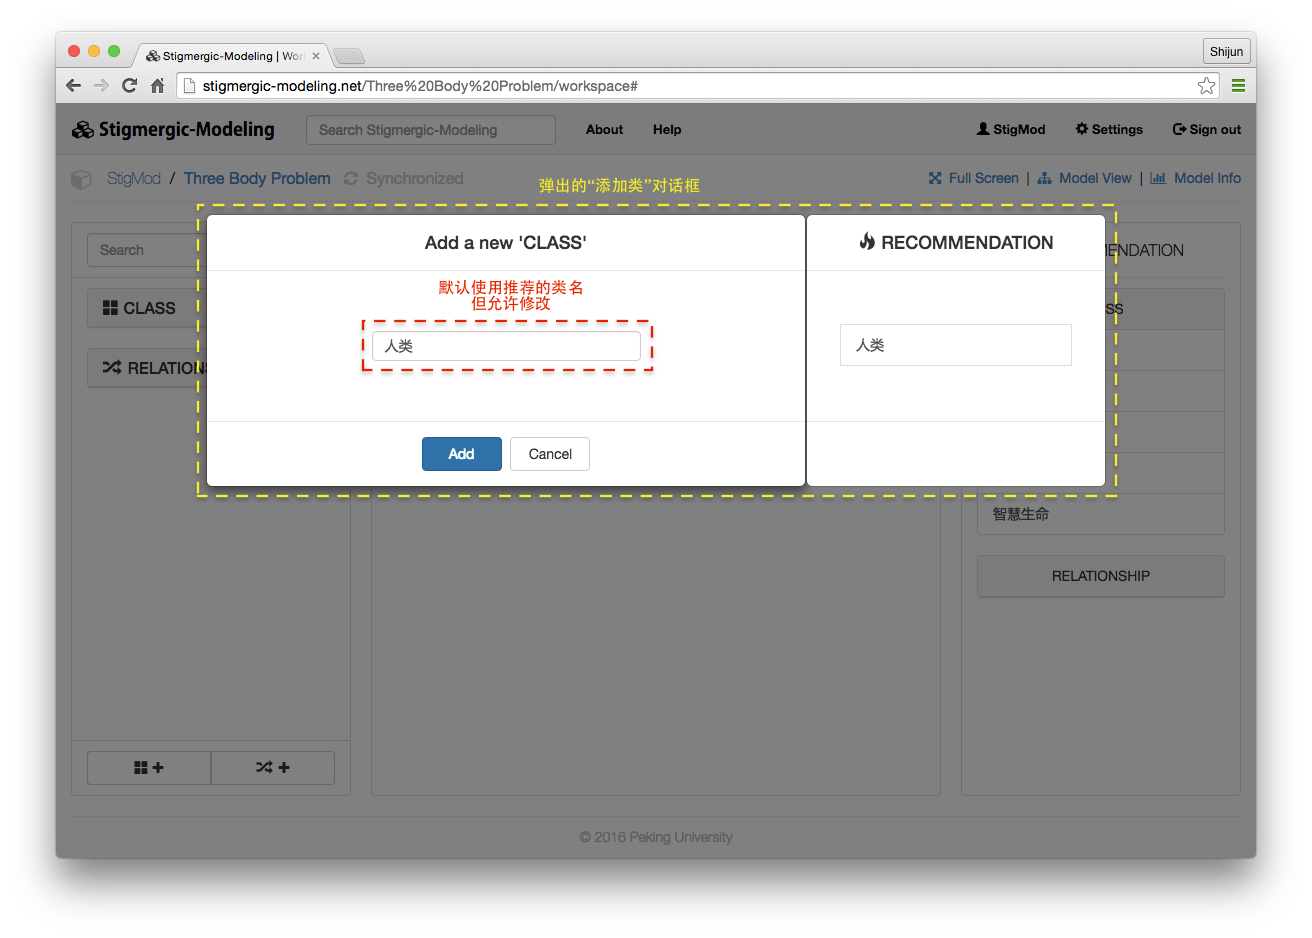 Stigmergic-Modeling | Wor
Shijun
stigmergic-modeling.net/Three%20Body%20Problem/workspace#
Stigmergic-Modeling
Search Stigmergic-Modeling
About
Help
StigMod
Settings
Sign out
StigMod / Three Body Problem
Synchronized
弹出的“添加类”对话框
Full Screen | Model View | Model Info
Search
Add a new 'CLASS'
RECOMMENDATION
MENDATION
默认使用推荐的类名
但允许修改
CLASS
SS
人类
人类
RELATIONS
Add
Cancel
智慧生命
RELATIONSHIP
© 2016 Peking University